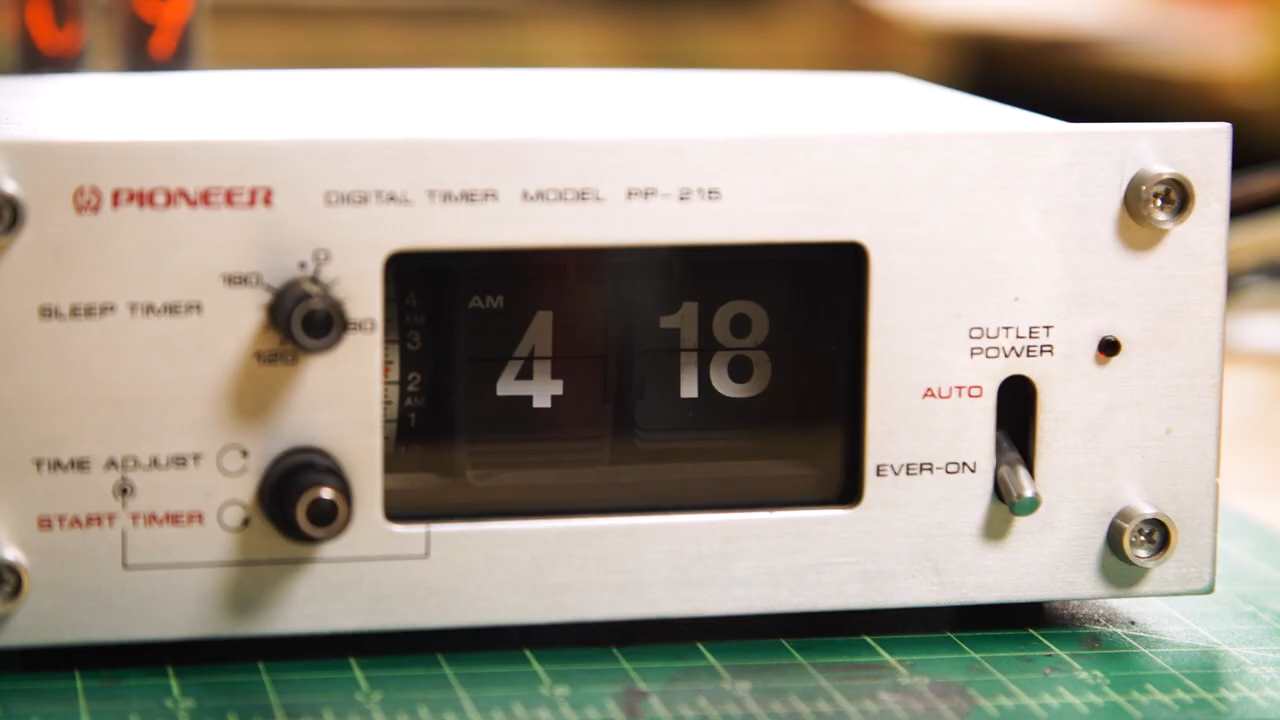 PIONEER DIGITAL TIMER MODEL PP-215
SLEEP TIMER
180
120
4
AM
3
2
AM
1
AM
4 18
OUTLET
POWER
AUTO
EVER-ON
TIME ADJUST
START TIMER